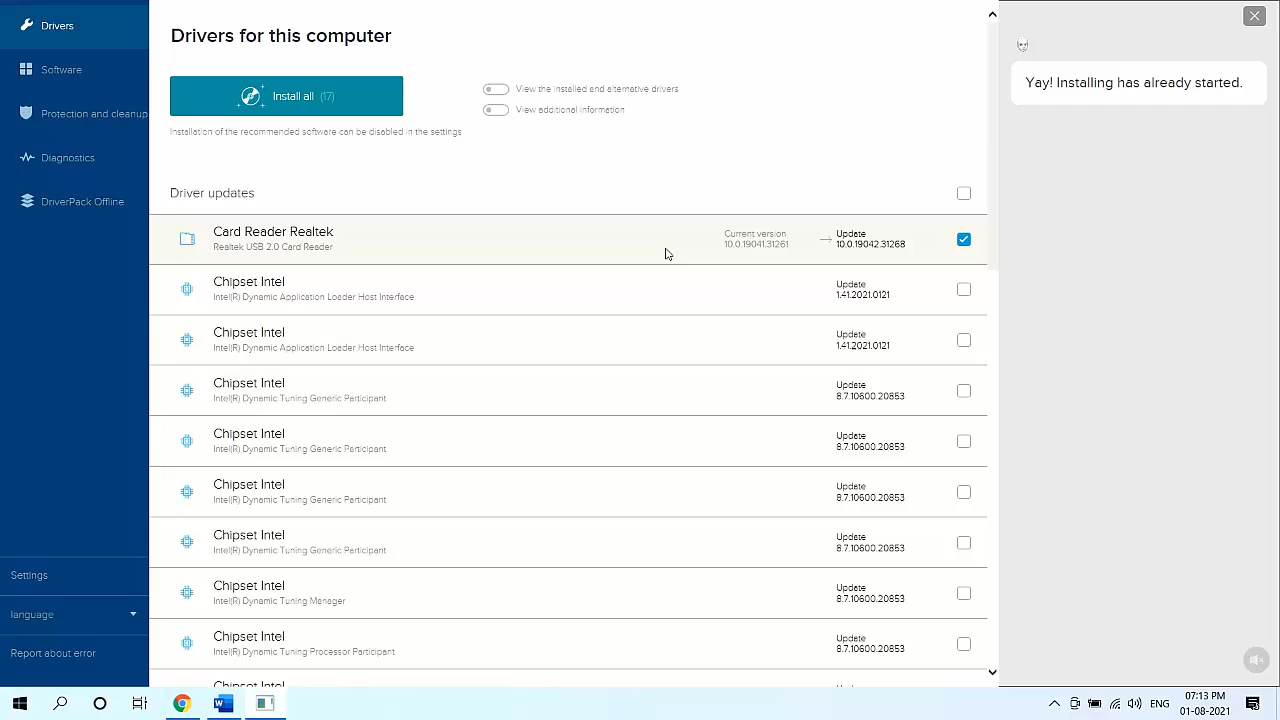 Drivers
Software
Protection and cleanup
Diagnostics
DriverPack Offline
Settings
language
Report about error
Drivers for this computer
Install all (17)
Installation of the recommended software can be disabled in the settings
View the installed and alternative drivers
View additional information
Driver updates
Card Reader Realtek
Realtek USB 2.0 Card Reader
Current version
10.0.19041.31261
Update
10.0.19042.31268
Chipset Intel
Intel(R) Dynamic Application Loader Host Interface
Update
1.41.2021.0121
Chipset Intel
Intel(R) Dynamic Application Loader Host Interface
Update
1.41.2021.0121
Chipset Intel
Intel(R) Dynamic Tuning Generic Participant
Update
8.7.10600.20853
Chipset Intel
Intel(R) Dynamic Tuning Generic Participant
Update
8.7.10600.20853
Chipset Intel
Intel(R) Dynamic Tuning Generic Participant
Update
8.7.10600.20853
Chipset Intel
Intel(R) Dynamic Tuning Generic Participant
Update
8.7.10600.20853
Chipset Intel
Intel(R) Dynamic Tuning Manager
Update
8.7.10600.20853
Chipset Intel
Intel(R) Dynamic Tuning Processor Participant
Update
8.7.10600.20853
Chipset Intel
Yay! Installing has already started.
ENG
07:13 PM
01-08-2021